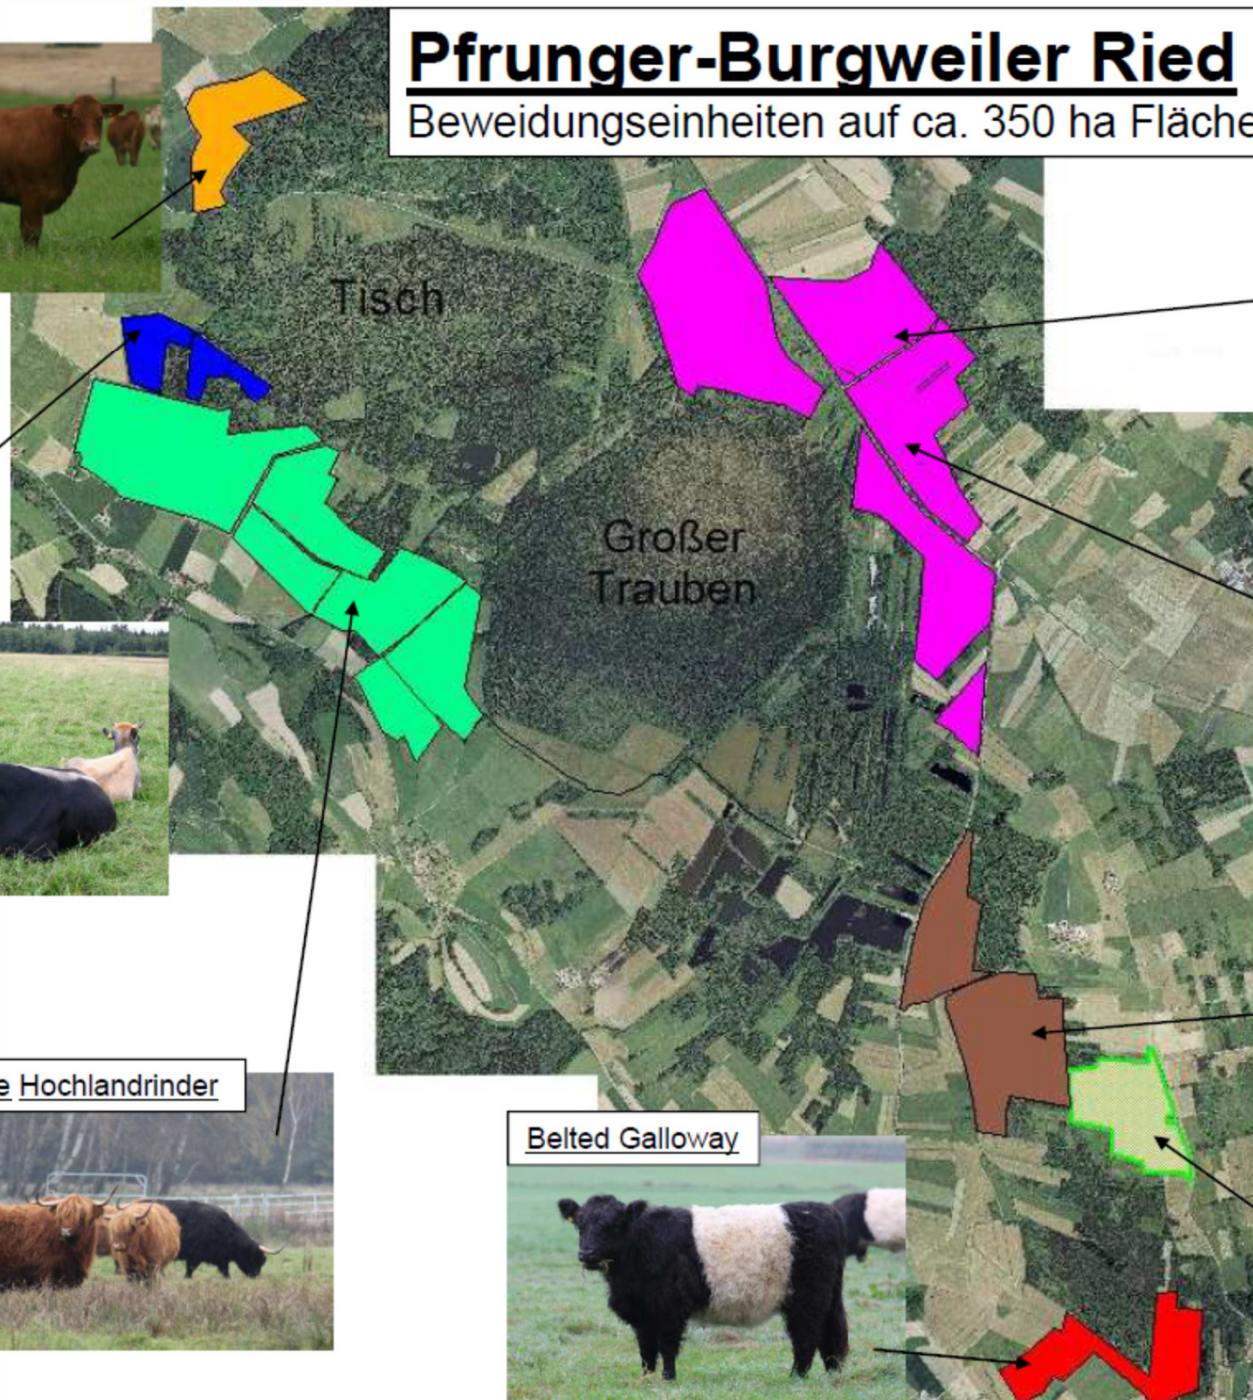 Pfrunger-Burgweiler Ried
Beweidungseinheiten auf ca. 350 ha Fläche
Tisch
Großer
Trauben
e Hochlandrinder
Belted Galloway